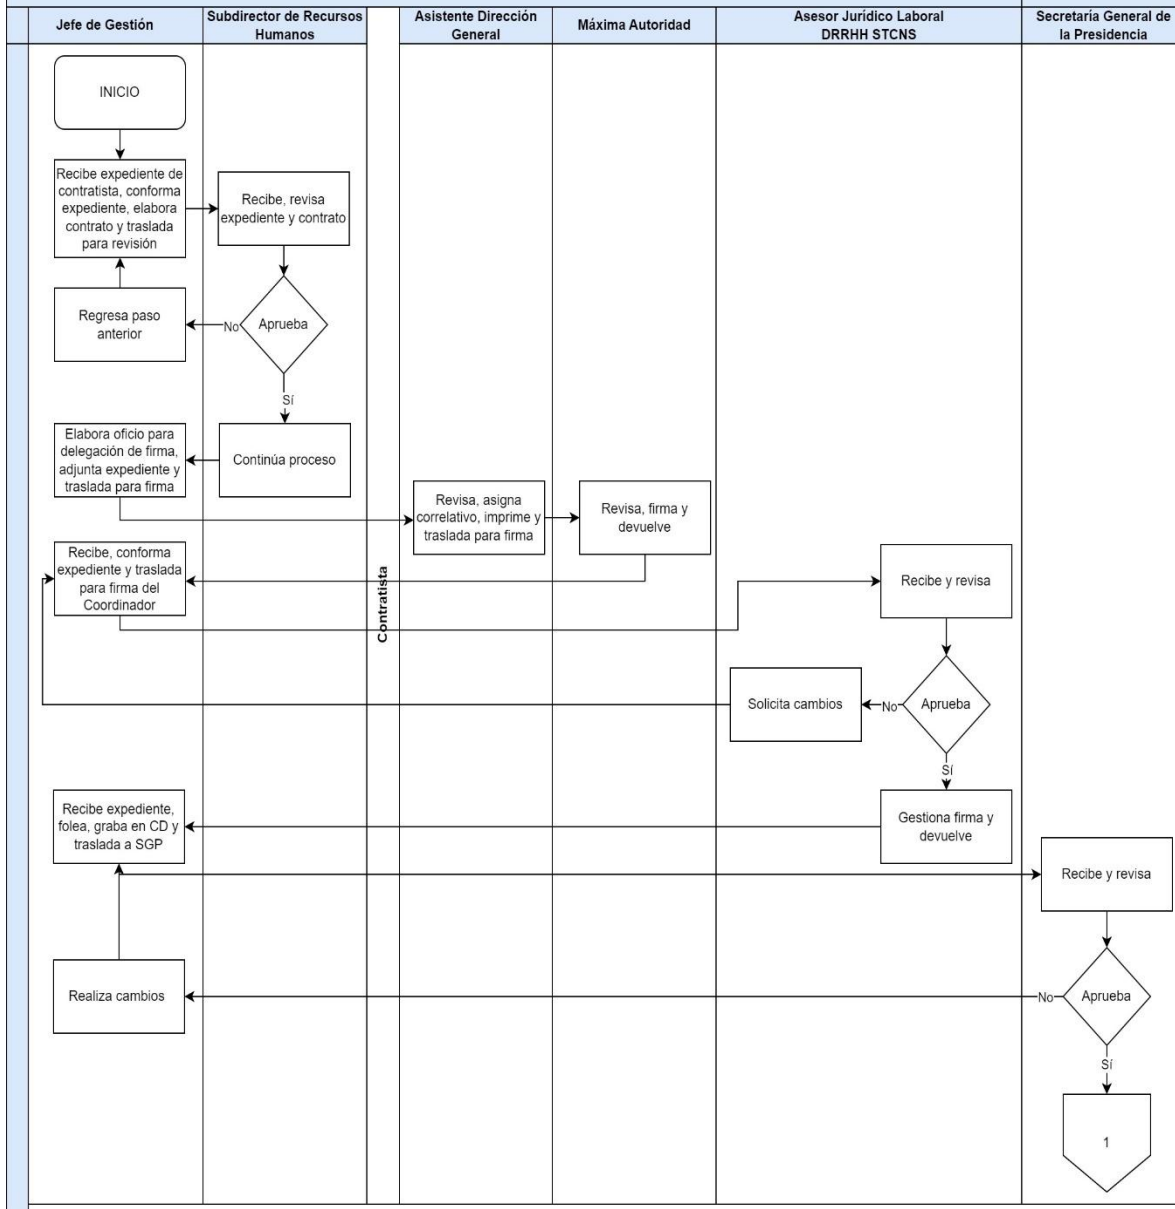 Jefe de Gestión
Subdirector de Recursos
Humanos
Contratista
Asistente Dirección
General
Máxima Autoridad
Asesor Jurídico Laboral
DRRHH STCNS
Secretaría General de
la Presidencia
INICIO
Recibe expediente de
contratista, conforma
expediente, elabora
contrato y traslada
para revisión
Recibe, revisa
expediente y contrato
Regresa paso
anterior
No
Aprueba
Sí
Elabora oficio para
delegación de firma,
adjunta expediente y
traslada para firma
Continúa proceso
Revisa, asigna
correlativo, imprime y
traslada para firma
Revisa, firma y
devuelve
Recibe, conforma
expediente y traslada
para firma del
Coordinador
Recibe y revisa
Solicita cambios
No
Aprueba
Sí
Recibe expediente,
folea, graba en CD y
traslada a SGP
Gestiona firma y
devuelve
Recibe y revisa
Realiza cambios
No
Aprueba
Sí
1